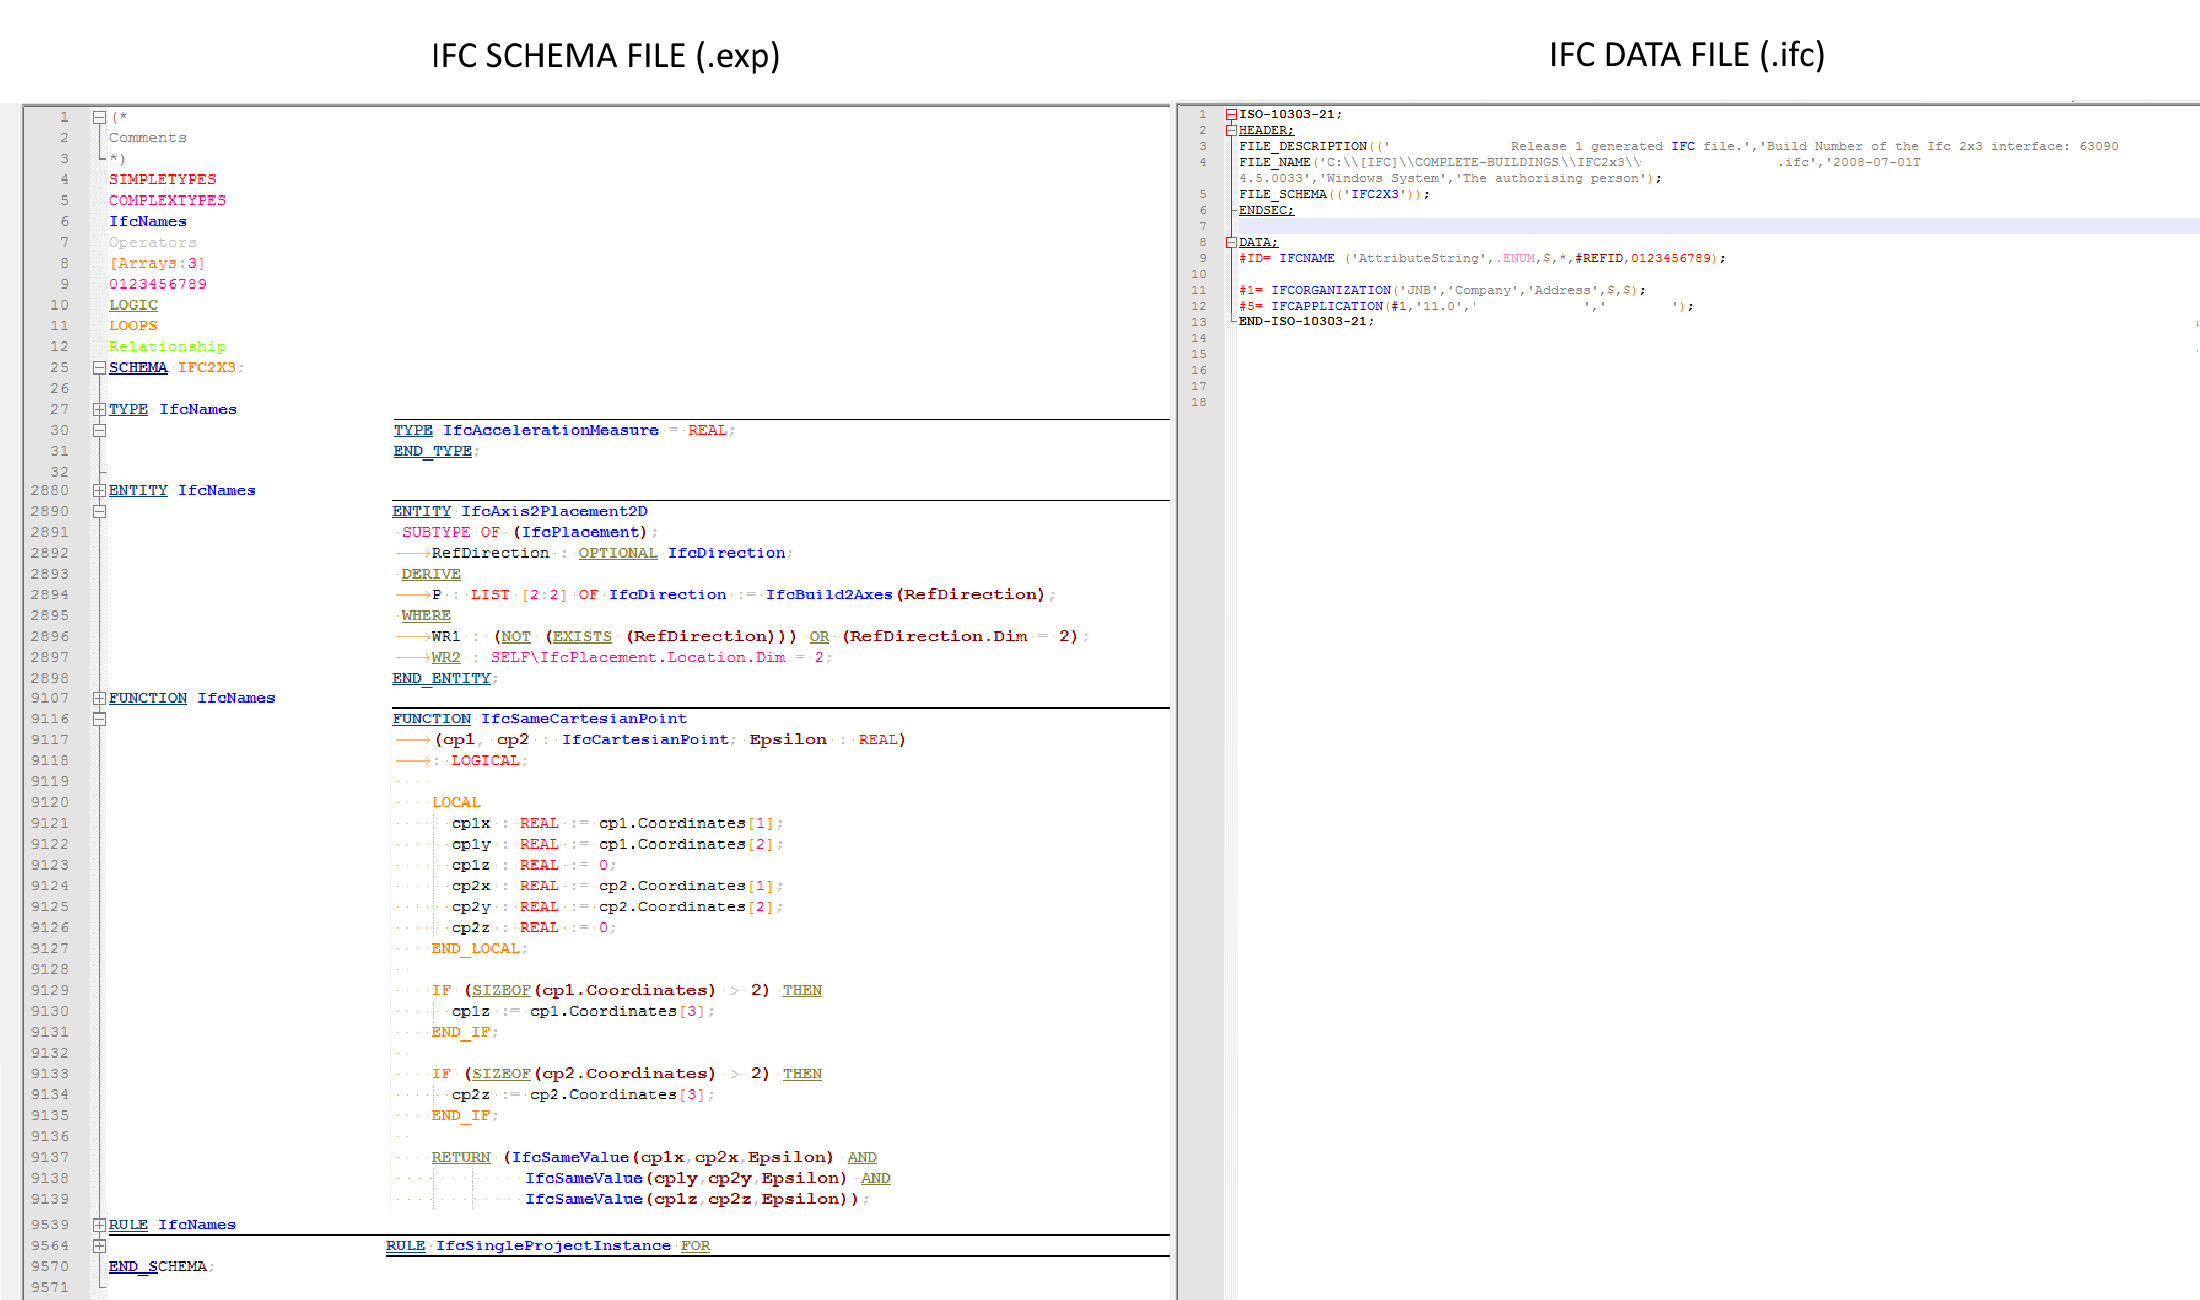 IFC SCHEMA FILE (.exp)
1 (*
2 Comments
3 *)
4 SIMPLETYPES
5 COMPLEXTYPES
6 IfcNames
7 Operators
8 [Arrays:3]
9 0123456789
10 LOGIC
11 LOOPS
12 Relationship
25 SCHEMA IFC2X3;
26
27 TYPE IfcNames
30 TYPE IfcAccelerationMeasure = REAL;
31 END_TYPE;
32
2880 ENTITY IfcNames
2890 ENTITY IfcAxis2Placement2D
2891 SUBTYPE OF (IfcPlacement);
2892 RefDirection : OPTIONAL IfcDirection;
2893 DERIVE
2894 P : LIST [2:2] OF IfcDirection := IfcBuild2Axes(RefDirection);
2895 WHERE
2896 WR1 : (NOT (EXISTS (RefDirection))) OR (RefDirection.Dim = 2);
2897 WR2 : SELF\IfcPlacement.Location.Dim = 2;
2898 END_ENTITY;
9107 FUNCTION IfcNames
9116 FUNCTION IfcSameCartesianPoint
9117 (cp1, cp2 : IfcCartesianPoint; Epsilon : REAL)
9118 : LOGICAL;
9119
9120 LOCAL
9121 cp1x : REAL := cp1.Coordinates[1];
9122 cp1y : REAL := cp1.Coordinates[2];
9123 cp1z : REAL := 0;
9124 cp2x : REAL := cp2.Coordinates[1];
9125 cp2y : REAL := cp2.Coordinates[2];
9126 cp2z : REAL := 0;
9127 END_LOCAL;
9128
9129 IF (SIZEOF(cp1.Coordinates) > 2) THEN
9130 cp1z := cp1.Coordinates[3];
9131 END_IF;
9132
9133 IF (SIZEOF(cp2.Coordinates) > 2) THEN
9134 cp2z := cp2.Coordinates[3];
9135 END_IF;
9136
9137 RETURN (IfcSameValue(cp1x,cp2x,Epsilon) AND
9138 IfcSameValue(cp1y,cp2y,Epsilon) AND
9139 IfcSameValue(cp1z,cp2z,Epsilon));
9539 RULE IfcNames
9564 RULE IfcSingleProjectInstance FOR
9570 END_SCHEMA;
9571
IFC DATA FILE (.ifc)
1 ISO-10303-21;
2 HEADER;
3 FILE_DESCRIPTION((' Release 1 generated IFC file.','Build Number of the Ifc 2x3 interface: 63090
4 FILE_NAME('C:\\[IFC]\\COMPLETE-BUILDINGS\\IFC2x3\\ .ifc','2008-07-01T
4.5.0033','Windows System','The authorising person');
5 FILE_SCHEMA(('IFC2X3'));
6 ENDSEC;
7
8 DATA;
9 #ID= IFCNAME ('AttributeString',.ENUM,$,*,#REFID,0123456789);
10
11 #1= IFCORGANIZATION('JNB','Company','Address',$,$);
12 #5= IFCAPPLICATION(#1,'11.0',' ',' ');
13 END-ISO-10303-21;
14
15
16
17
18